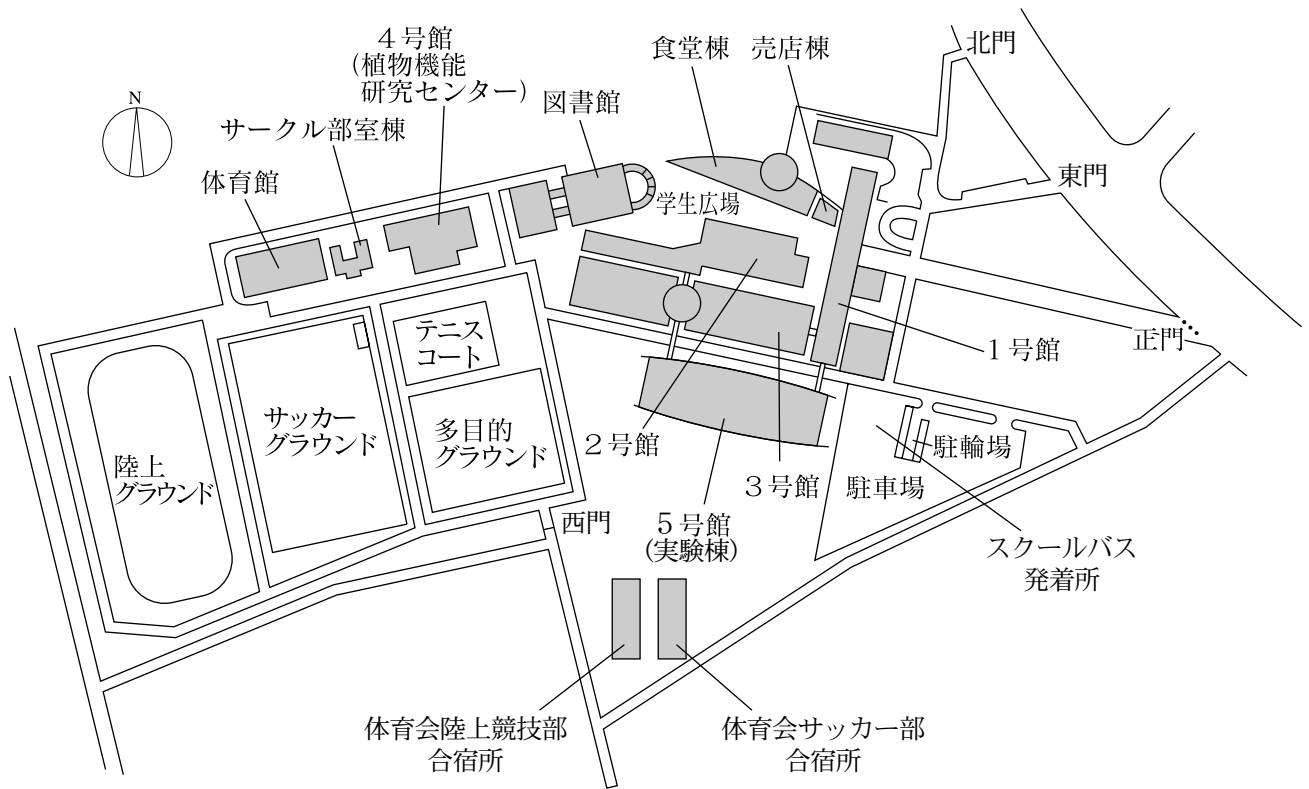 北門
4号館
(植物機能
研究センター)
食堂棟
売店棟
N
図書館
サークル部室棟
体育館
東門
学生広場
テニス
コート
正門
1号館
サッカー
グラウンド
多目的
グラウンド
2号館
駐輪場
陸上
グラウンド
3号館
駐車場
西門
5号館
(実験棟)
スクールバス
発着所
体育会陸上競技部
合宿所
体育会サッカー部
合宿所